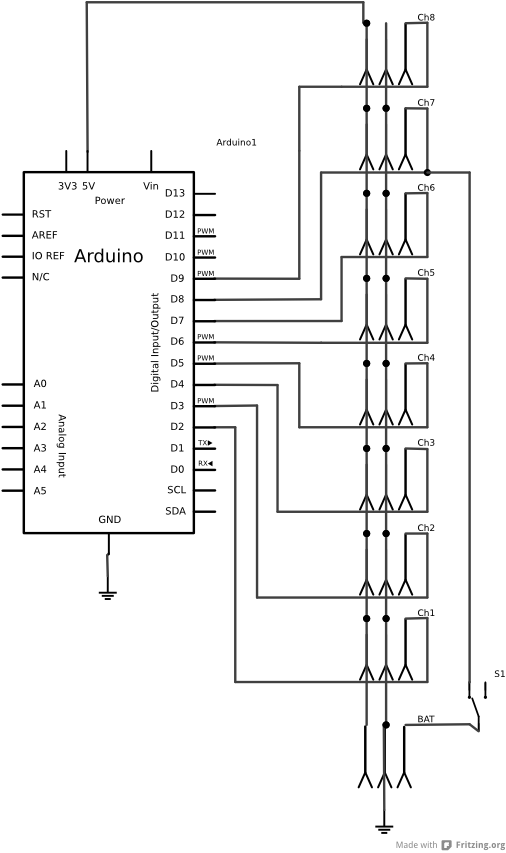 Ch8
Ch7
Arduino1
3V3 5V Vin
Power
D13
Ch6
RST D12
AREF D11 PWM
IO REF Arduino D10 PWM
N/C D9 PWM
Ch5
D8
Digital Input/Output
D7
D6 PWM
Ch4
D5 PWM
A0 D4
A1 D3 PWM
Analog Input
A2 D2
Ch3
A3 D1 TX
A4 D0 RX
A5 SCL
SDA
GND
Ch2
Ch1
S1
BAT
Made with Fritzing.org